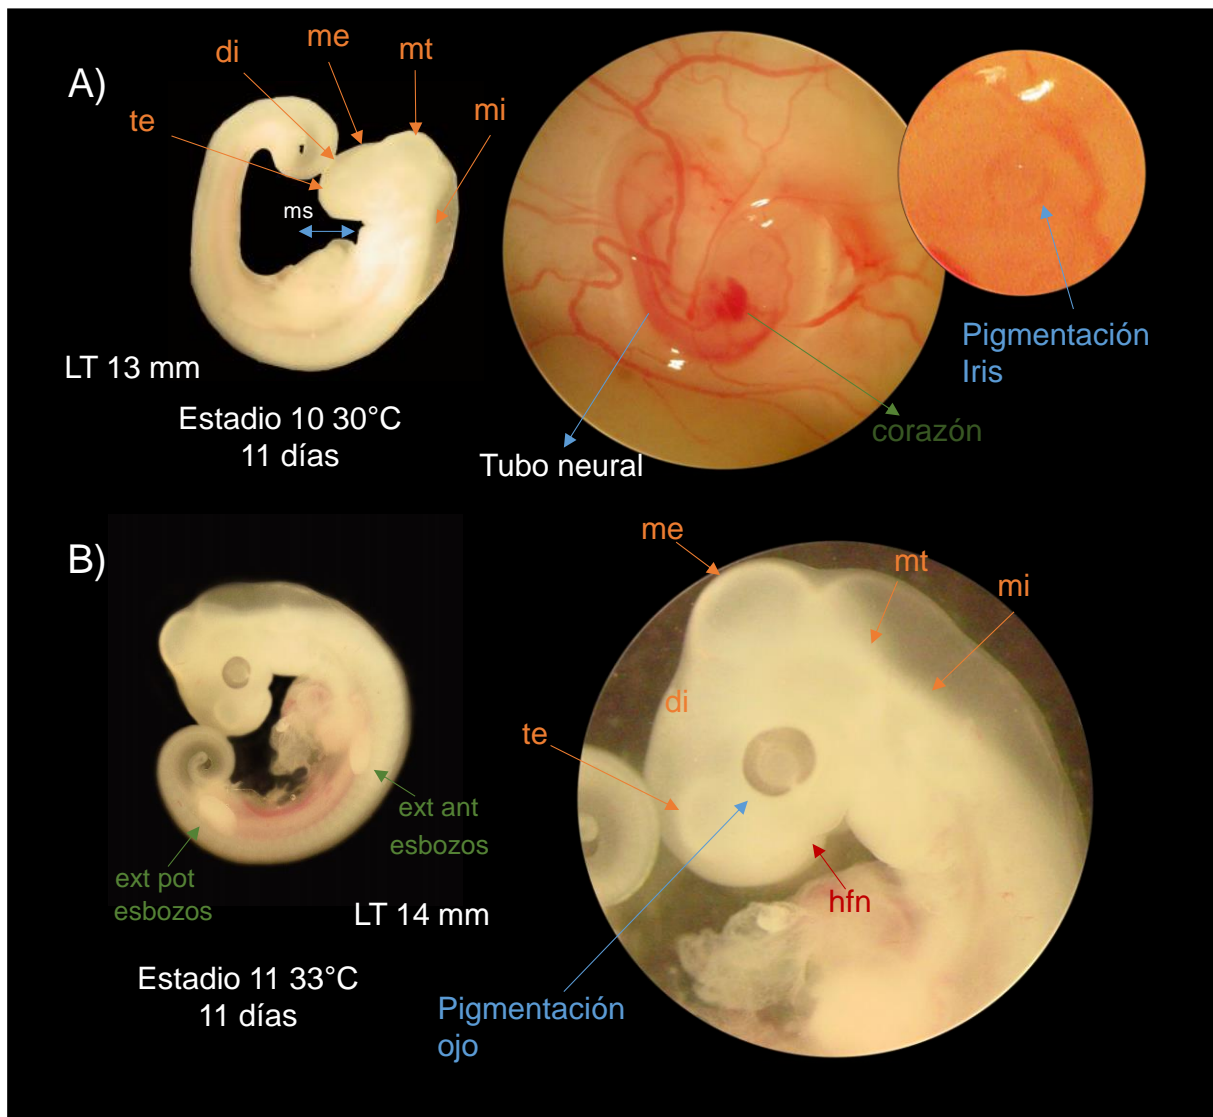 A)
di
me
mt
te
mi
ms
LT 13 mm
Estadio 10 30°C
11 días
Tubo neural
corazón
Pigmentación
Iris
B)
ext ant
esbozos
ext pot
esbozos
LT 14 mm
Estadio 11 33°C
11 días
me
mt
mi
di
te
hfn
Pigmentación
ojo